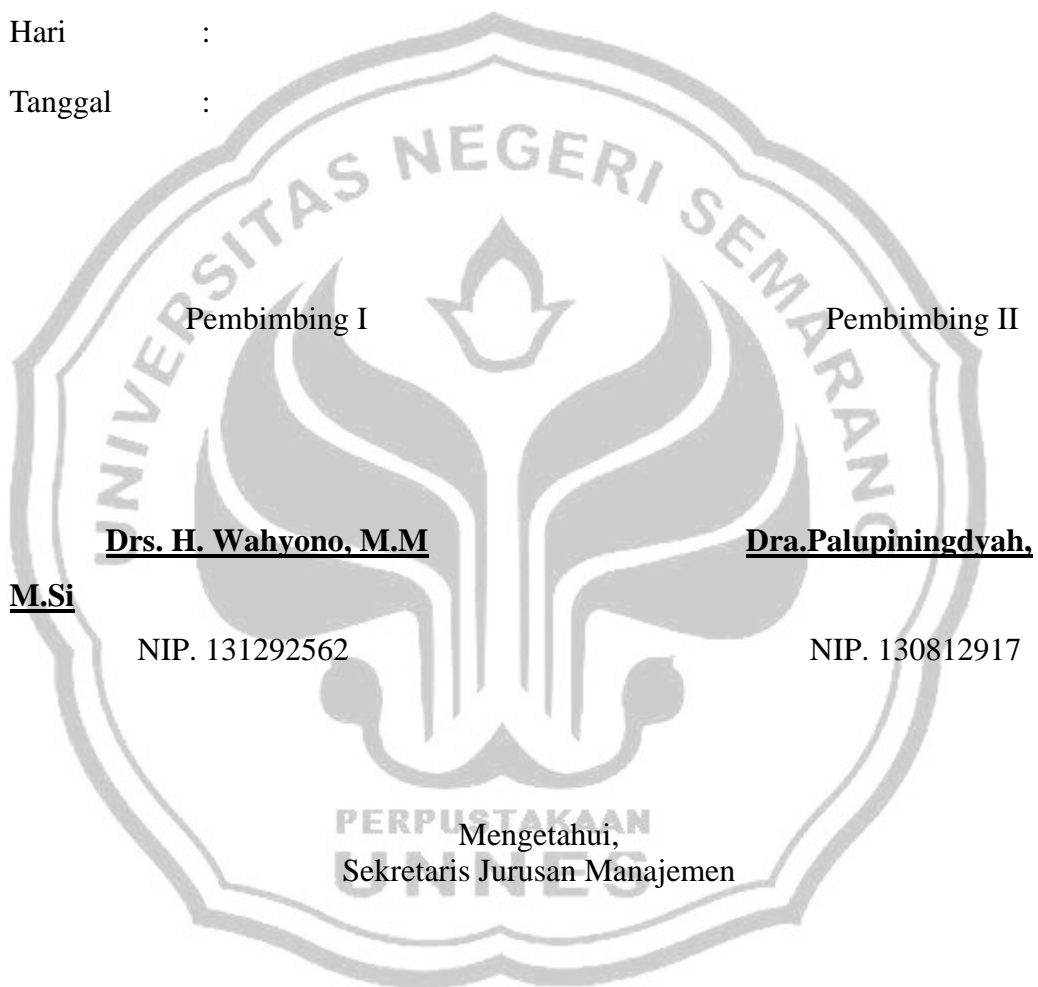 Hari :
Tanggal :
UNIVERSITAS NEGERI SEMARANG
Pembimbing I Pembimbing II
Drs. H. Wahyono, M.M Dra.Palupiningdyah,
M.Si
NIP. 131292562 NIP. 130812917
PERPUSTAKAAN
UNNES
Mengetahui,
Sekretaris Jurusan Manajemen